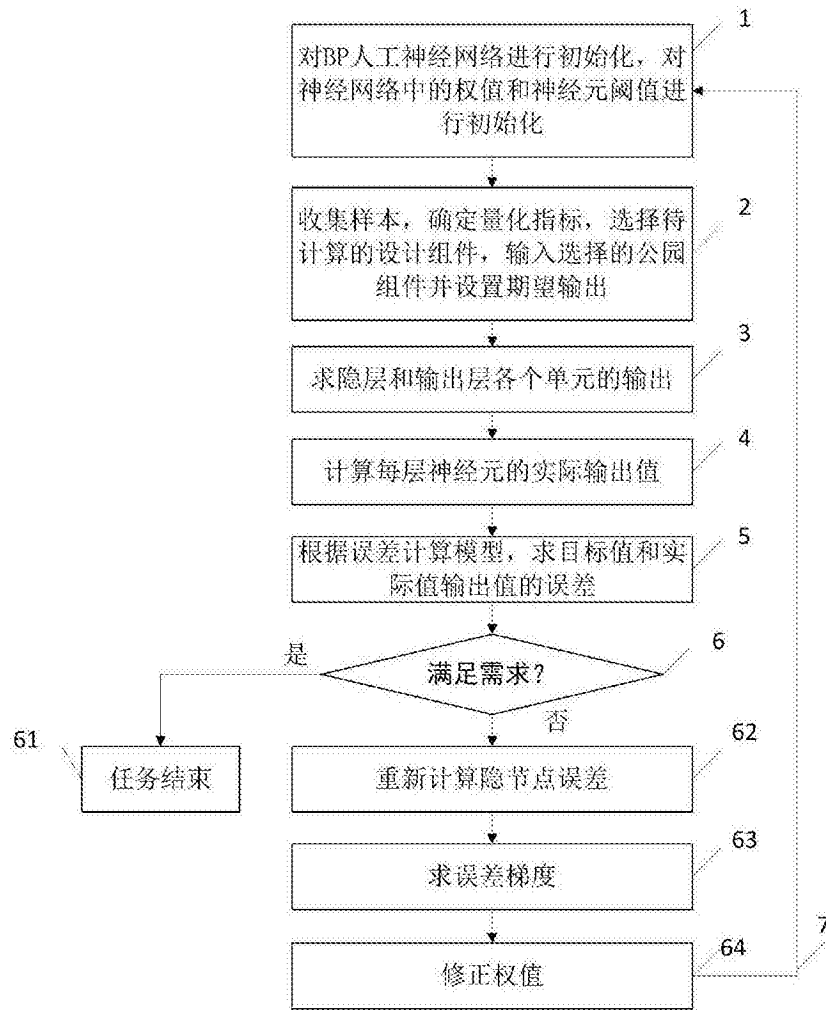 1
对BP人工神经网络进行初始化，对
神经网络中的权值和神经元阈值进
行初始化
2
收集样本，确定量化指标，选择待
计算的设计组件，输入选择的公园
组件并设置期望输出
3
求隐层和输出层各个单元的输出
4
计算每层神经元的实际输出值
5
根据误差计算模型，求目标值和实
际值输出值的误差
6
满足需求？
是
否
61
任务结束
62
重新计算隐节点误差
63
求误差梯度
64
修正权值
7